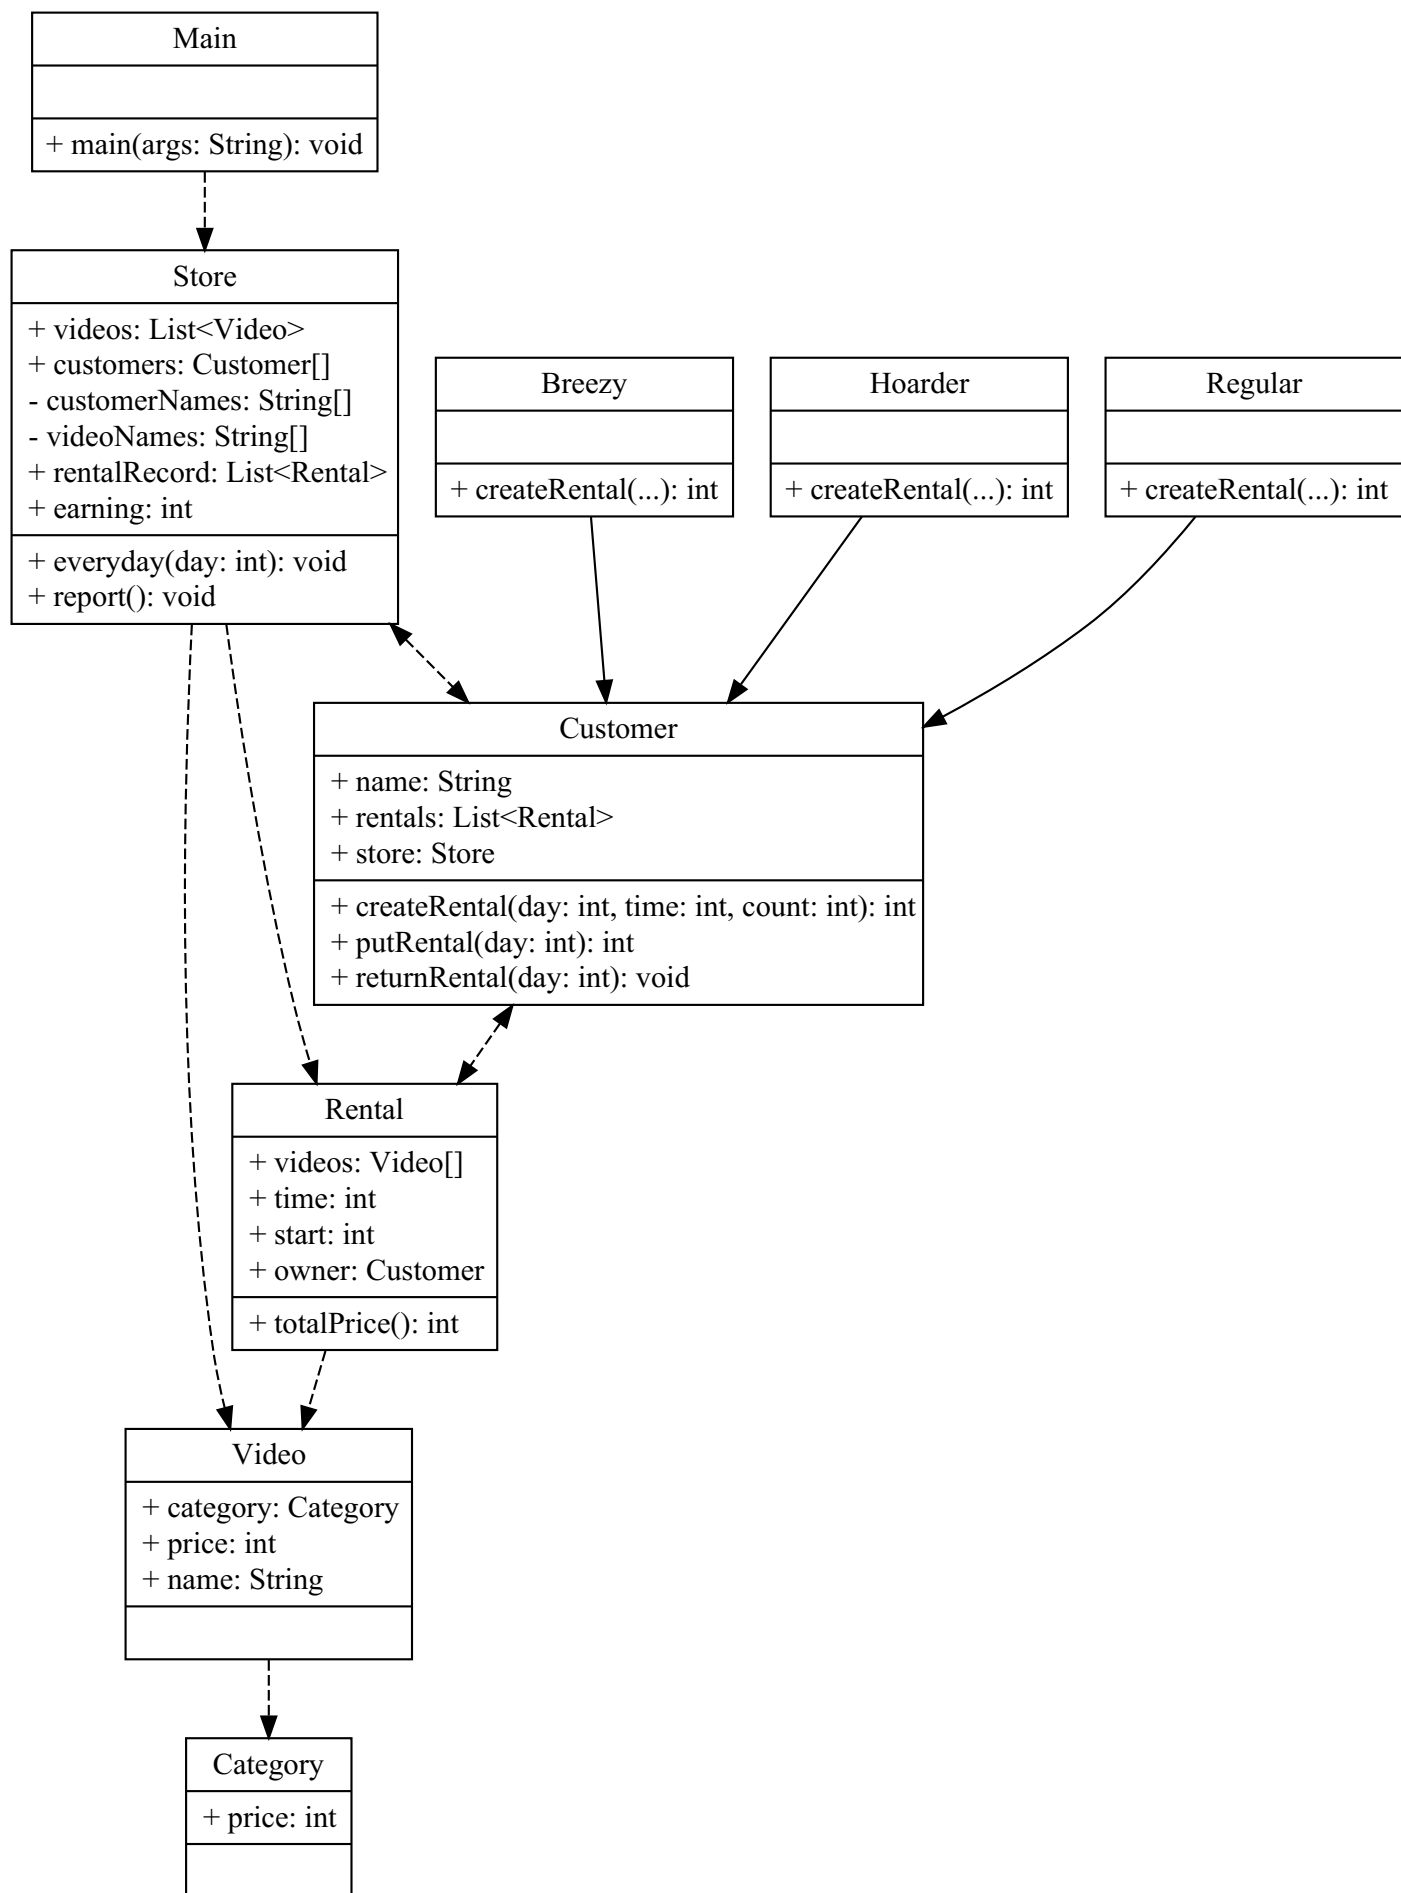 Main
+ main(args: String): void
Store
+ videos: List<Video>
+ customers: Customer[]
- customerNames: String[]
- videoNames: String[]
+ rentalRecord: List<Rental>
+ earning: int
+ everyday(day: int): void
+ report(): void
Breezy
+ createRental(...): int
Hoarder
+ createRental(...): int
Regular
+ createRental(...): int
Customer
+ name: String
+ rentals: List<Rental>
+ store: Store
+ createRental(day: int, time: int, count: int): int
+ putRental(day: int): int
+ returnRental(day: int): void
Rental
+ videos: Video[]
+ time: int
+ start: int
+ owner: Customer
+ totalPrice(): int
Video
+ category: Category
+ price: int
+ name: String
Category
+ price: int